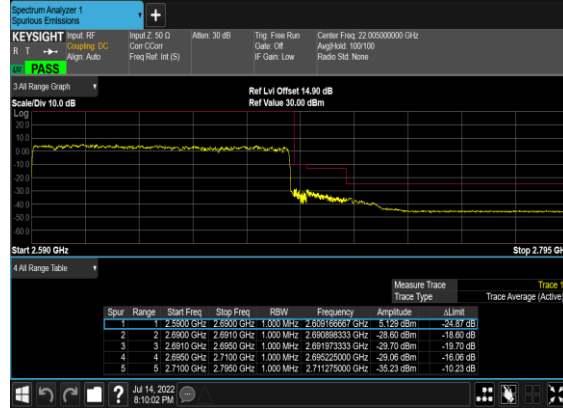 Spectrum Analyzer 1
Spurious Emissions
+
KEYSIGHT Input: RF Input Z: 50 Ω Atten: 30 dB Trig: Free Run Center Freq: 22.005000000 GHz
R T Coupling: DC Corr CCorr Gate: Off Avg|Hold: 100/100
Align: Auto Freq Ref: Int (S) IF Gain: Low Radio Std: None
PASS
3 All Range Graph
Ref Lvl Offset 14.90 dB
Scale/Div 10.0 dB Ref Value 30.00 dBm
Log
20.0
10.0
0.00
-10.0
-20.0
-30.0
-40.0
-50.0
-60.0
Start 2.590 GHz Stop 2.795 GH
4 All Range Table
Measure Trace Trace 1
Trace Type Trace Average (Active)
Spur Range Start Freq Stop Freq RBW Frequency Amplitude ΔLimit
1 1 2.5900 GHz 2.6900 GHz 1.000 MHz 2.609166667 GHz 5.129 dBm -24.87 dB
2 2 2.6900 GHz 2.6910 GHz 1.000 MHz 2.690898333 GHz -28.60 dBm -18.60 dB
3 3 2.6910 GHz 2.6950 GHz 1.000 MHz 2.691973333 GHz -29.70 dBm -19.70 dB
4 4 2.6950 GHz 2.7100 GHz 1.000 MHz 2.695225000 GHz -29.06 dBm -16.06 dB
5 5 2.7100 GHz 2.7950 GHz 1.000 MHz 2.711275000 GHz -35.23 dBm -10.23 dB
? Jul 14, 2022
8:10:02 PM